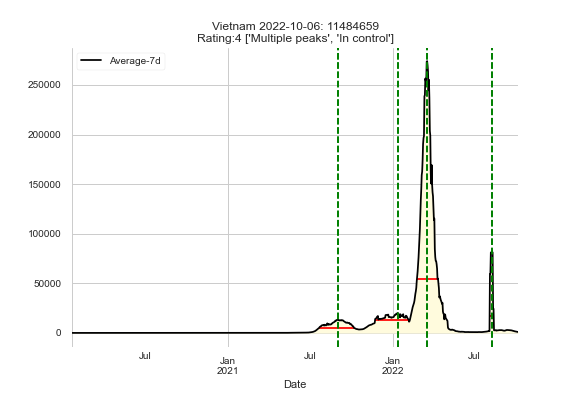 Vietnam 2022-10-06: 11484659
Rating:4 ['Multiple peaks', 'In control']
Average-7d
250000
200000
150000
100000
50000
0
Jul
Jan
2021
Jul
Jan
2022
Jul
Date